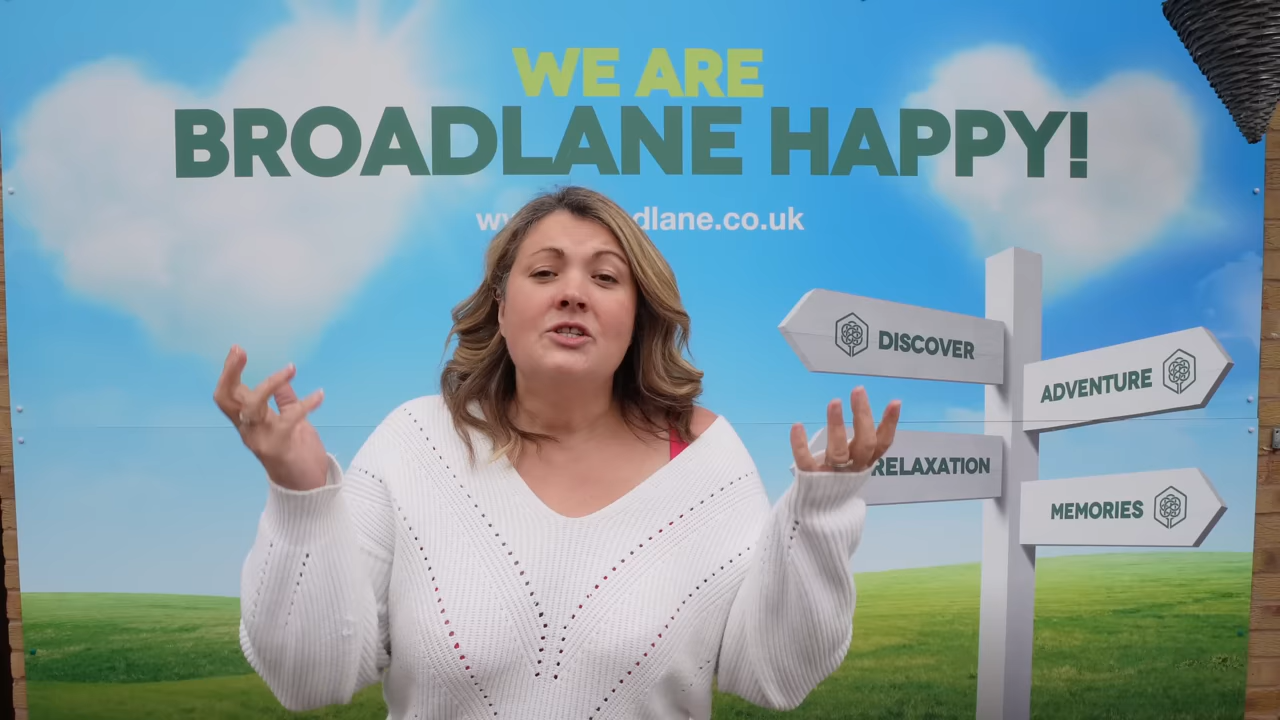 WE ARE
BROADLANE HAPPY!
dlane.co.uk
DISCOVER
ADVENTURE
RELAXATION
MEMORIES